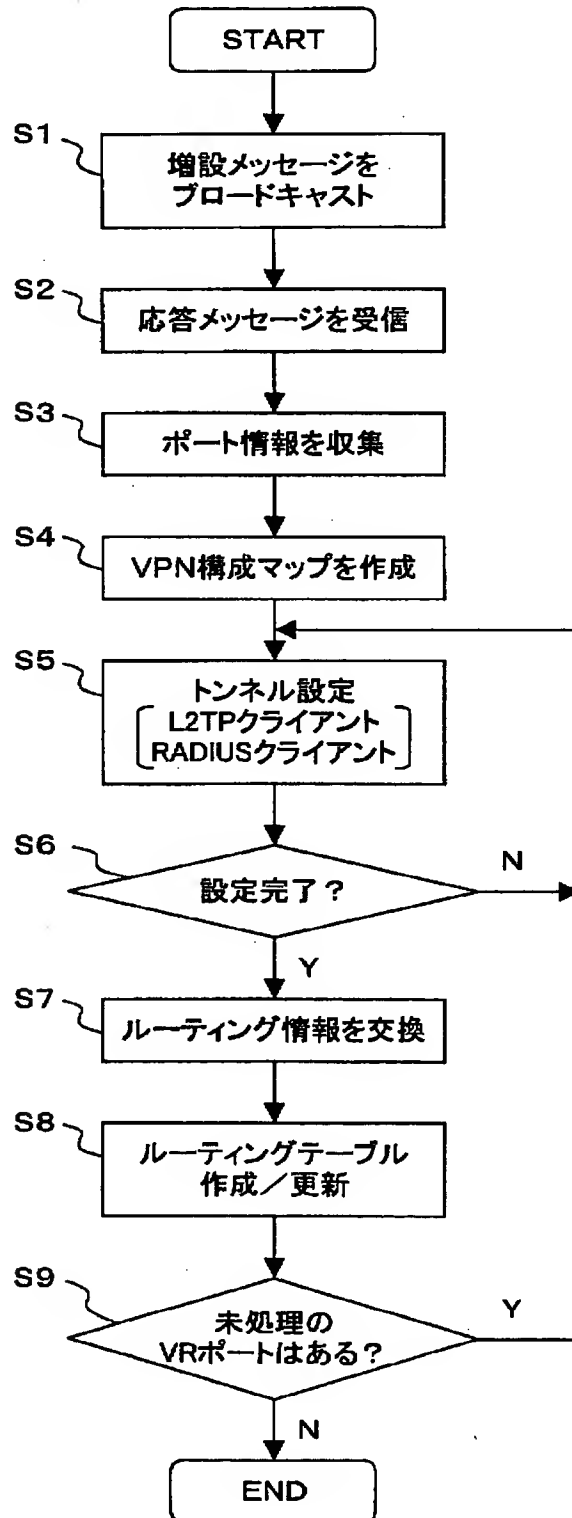 START
S1
増設メッセージを
ブロードキャスト
S2
応答メッセージを受信
S3
ポート情報を収集
S4
VPN構成マップを作成
S5
トンネル設定
L2TPクライアント
RADIUSクライアント
S6
設定完了?
N
Y
S7
ルーティング情報を交換
S8
ルーティングテーブル
作成/更新
S9
未処理の
VRポートはある?
Y
N
END